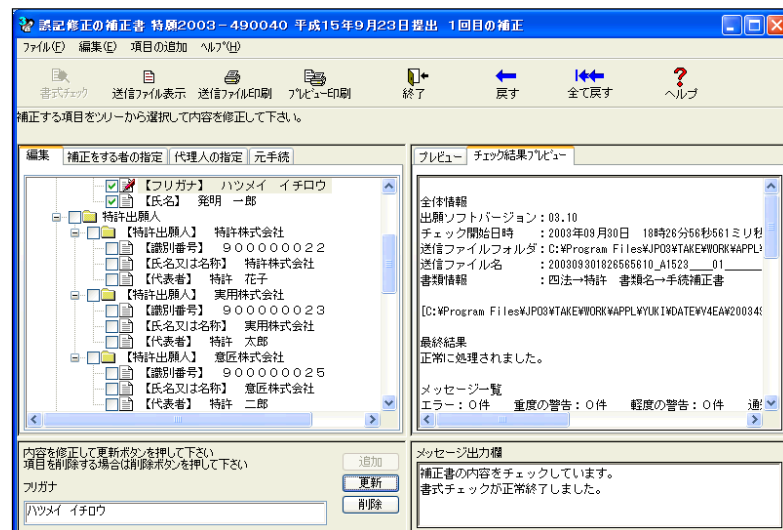 誤記修正の補正書 特願2003-490040 平成15年9月23日提出 1回目の補正
ファイル(F) 編集(E) 項目の追加 ヘルプ(H)
書式チェック 送信ファイル表示 送信ファイル印刷 プレビュー印刷 終了 戻す 全て戻す ヘルプ
補正する項目をツリーから選択して内容を修正して下さい。
編集 補正をする者の指定 代理人の指定 元手続
【フリガナ】 ハツメイ イチロウ
【氏名】 発明 一郎
特許出願人
【特許出願人】 特許株式会社
【識別番号】 900000022
【氏名又は名称】 特許株式会社
【代表者】 特許 花子
【特許出願人】 実用株式会社
【識別番号】 900000023
【氏名又は名称】 実用株式会社
【代表者】 特許 太郎
【特許出願人】 意匠株式会社
【識別番号】 900000025
【氏名又は名称】 意匠株式会社
【代表者】 特許 二郎
プレビュー チェック結果プレビュー
全体情報
出願ソフトバージョン:03.10
チェック開始日時 :2003年09月30日 18時26分56秒561ミリ秒
送信ファイルフォルダ:C:¥Program Files¥JPO3¥TAKE¥WORK¥APPL¥
送信ファイル名 :200309301826565610_A1523____01______
書類情報 :四法→特許 書類名→手続補正書
[C:¥Program Files¥JPO3¥TAKE¥WORK¥APPL¥YUKI¥DATE¥V4EA¥200349
最終結果
正常に処理されました。
メッセージ一覧
エラー:0件 重度の警告:0件 軽度の警告:0件 通
内容を修正して更新ボタンを押して下さい
項目を削除する場合は削除ボタンを押して下さい
追加
フリガナ
更新
ハツメイ イチロウ
削除
メッセージ出力欄
補正書の内容をチェックしています。
書式チェックが正常終了しました。